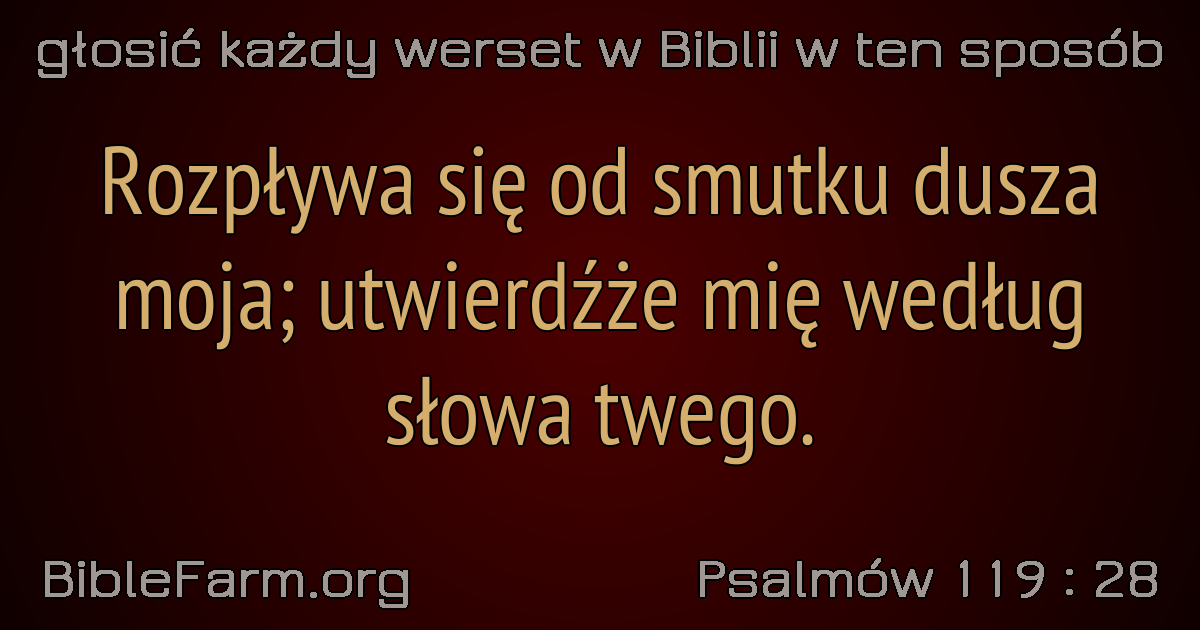 głosić każdy werset w Biblii w ten sposób
Rozpływa się od smutku dusza
moja; utwierdźże mię według
słowa twego.
BibleFarm.org
Psalmów 119 : 28